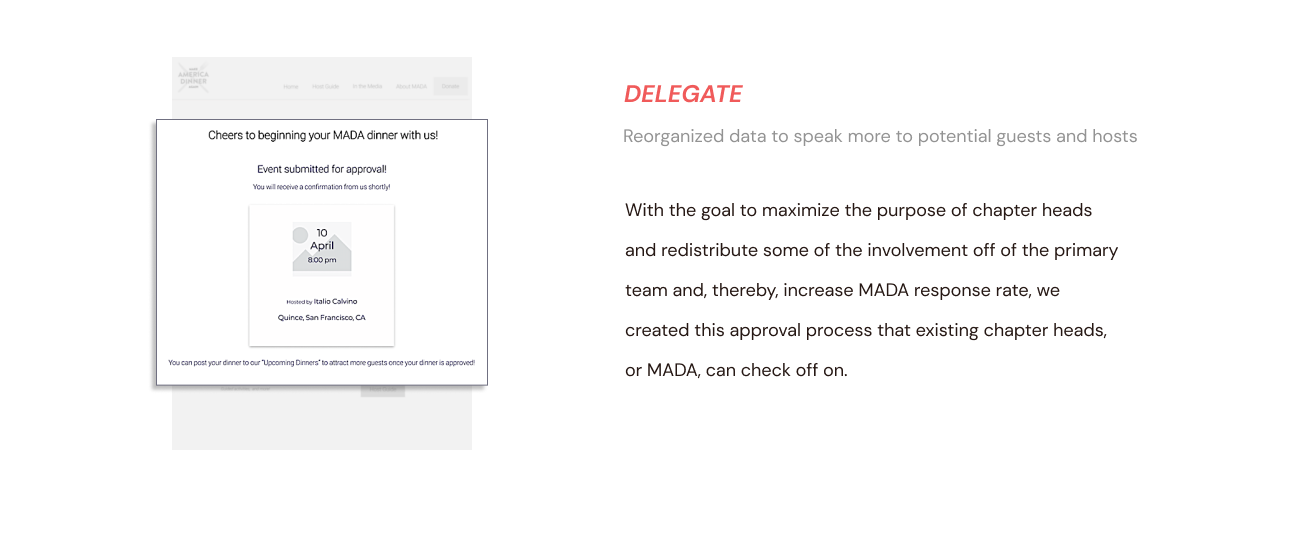 AMERICA
DINNER
Home Host Guide In the Media About MADA Donate
Cheers to beginning your MADA dinner with us!
Event submitted for approval!
You will receive a confirmation from us shortly!
10
April
8:00 pm
Hosted by Italio Calvino
Quince, San Francisco, CA
You can post your dinner to our "Upcoming Dinners" to attract more guests once your dinner is approved!
DELEGATE
Reorganized data to speak more to potential guests and hosts
With the goal to maximize the purpose of chapter heads
and redistribute some of the involvement off of the primary
team and, thereby, increase MADA response rate, we
created this approval process that existing chapter heads,
or MADA, can check off on.